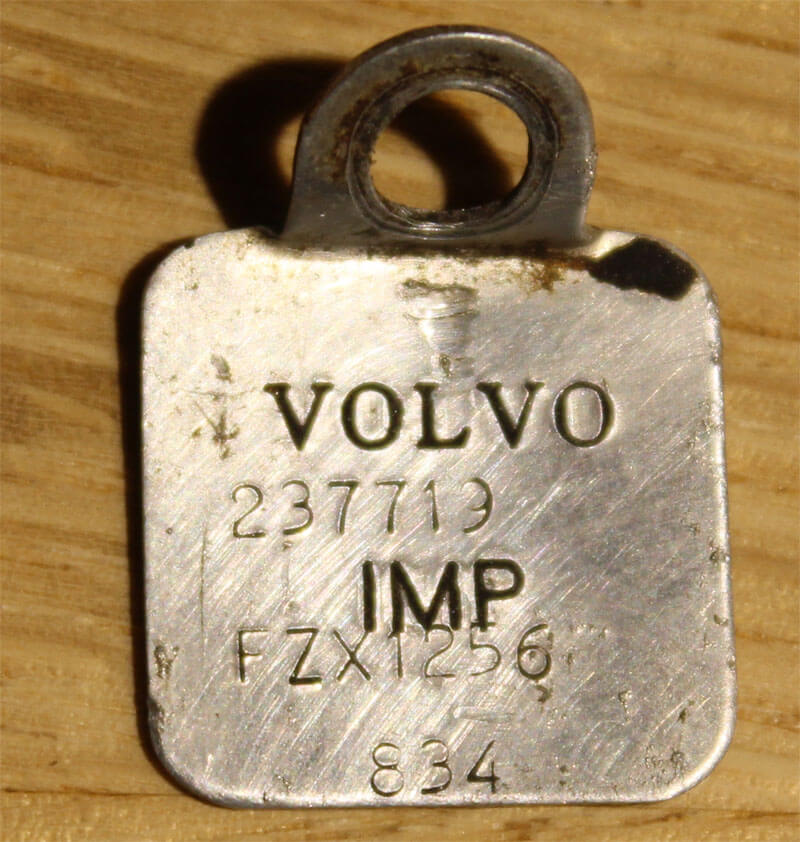 VOLVO
237719
IMP
FZX1256
834